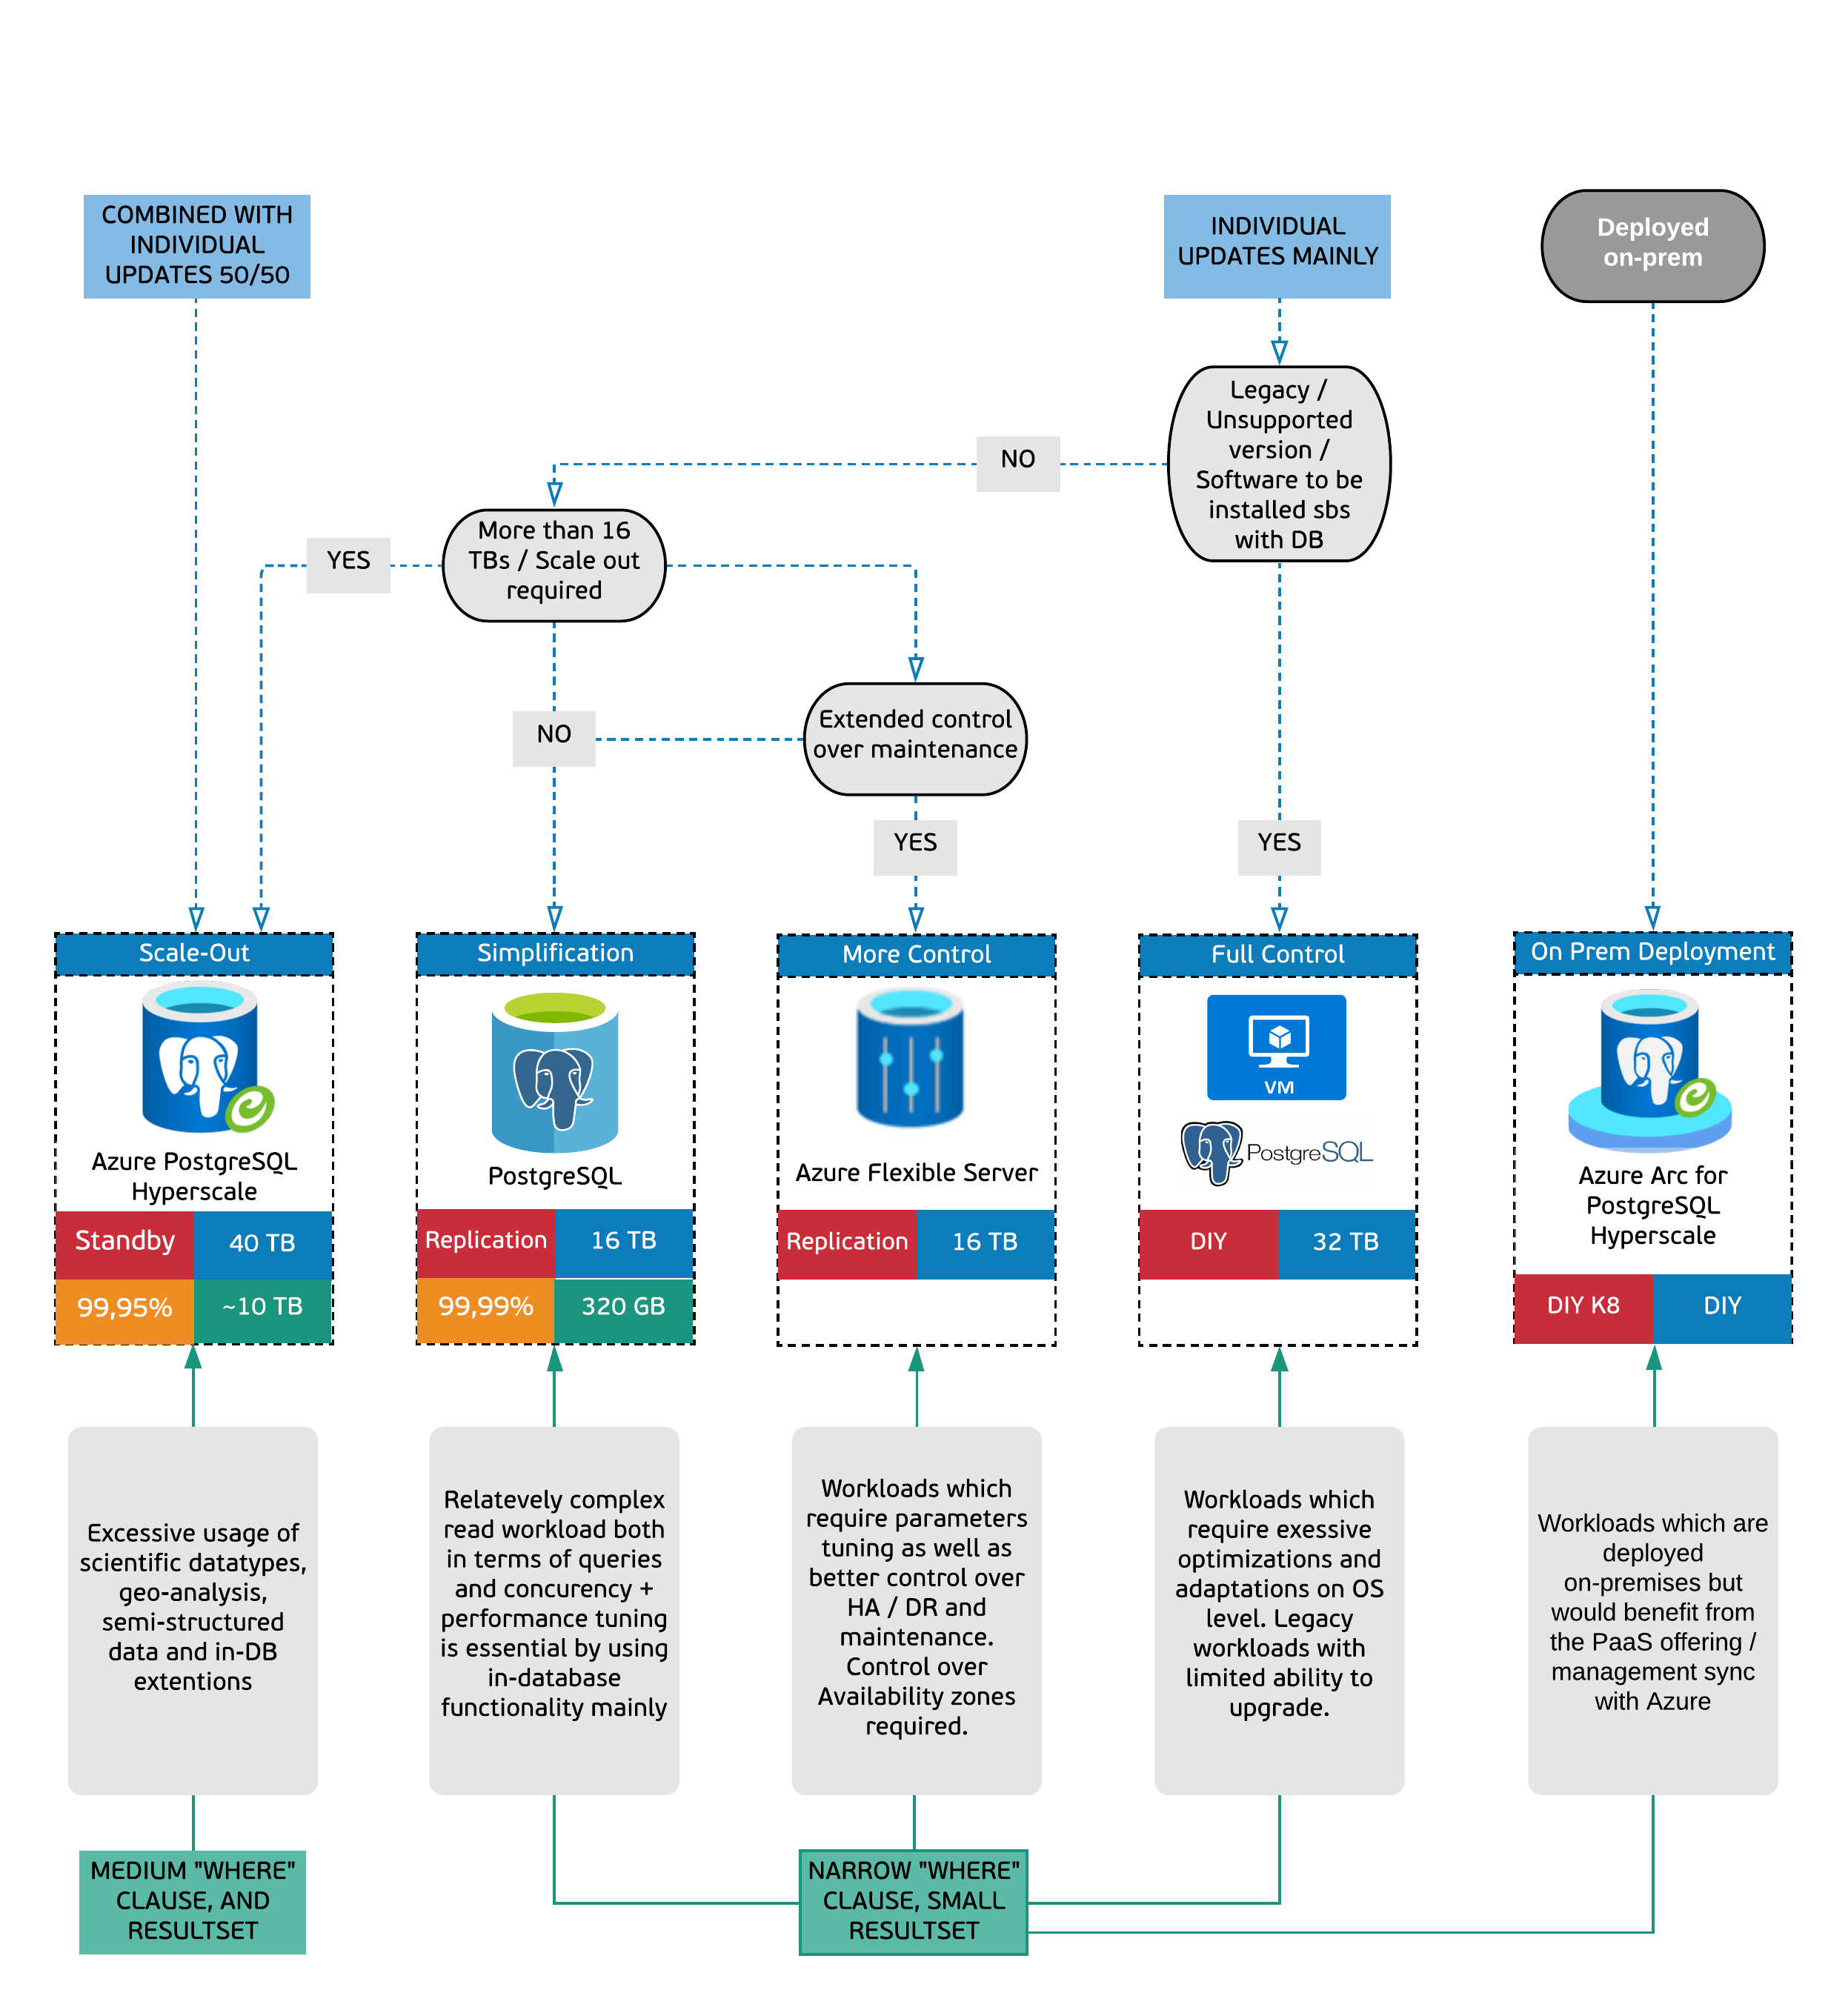 COMBINED WITH
INDIVIDUAL
UPDATES 50/50
INDIVIDUAL
UPDATES MAINLY
Deployed
on-prem
Legacy /
Unsupported
version /
Software to be
installed sbs
with DB
NO
More than 16
TBs / Scale out
required
YES
Extended control
over maintenance
NO
YES
YES
Scale-Out
Azure PostgreSQL
Hyperscale
Standby
40 TB
99,95%
~10 TB
Simplification
PostgreSQL
Replication
16 TB
99,99%
320 GB
More Control
Azure Flexible Server
Replication
16 TB
Full Control
VM
PostgreSQL
DIY
32 TB
On Prem Deployment
Azure Arc for
PostgreSQL
Hyperscale
DIY K8
DIY
Excessive usage of
scientific datatypes,
geo-analysis,
semi-structured
data and in-DB
extentions
Relatevely complex
read workload both
in terms of queries
and concurency +
performance tuning
is essential by using
in-database
functionality mainly
Workloads which
require parameters
tuning as well as
better control over
HA / DR and
maintenance.
Control over
Availability zones
required.
Workloads which
require exessive
optimizations and
adaptations on OS
level. Legacy
workloads with
limited ability to
upgrade.
Workloads which are
deployed
on-premises but
would benefit from
the PaaS offering /
management sync
with Azure
MEDIUM "WHERE"
CLAUSE, AND
RESULTSET
NARROW "WHERE"
CLAUSE, SMALL
RESULTSET